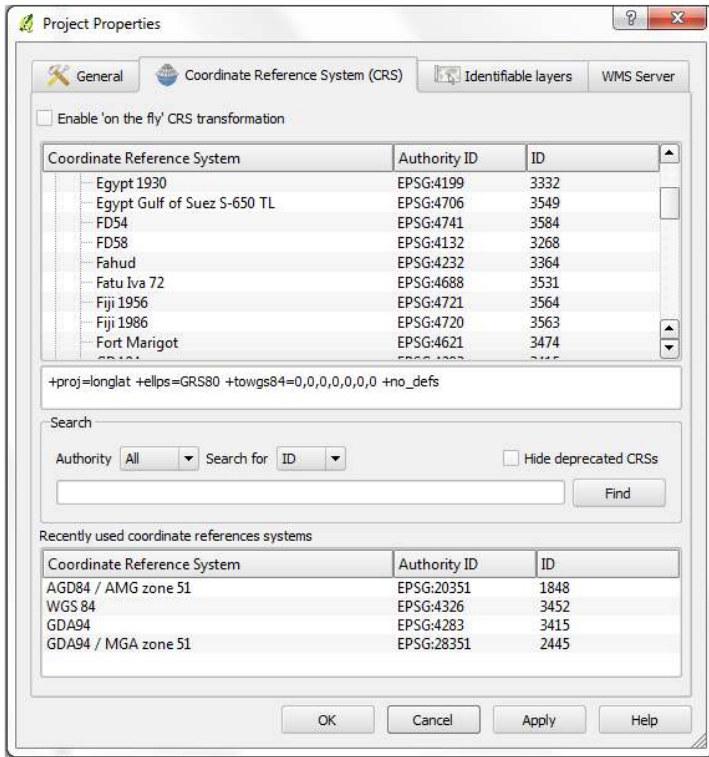 Project Properties
General
Coordinate Reference System (CRS)
Identifiable layers
WMS Server
Enable 'on the fly' CRS transformation
Coordinate Reference System Authority ID ID
Egypt 1930 EPSG:4199 3332
Egypt Gulf of Suez S-650 TL EPSG:4706 3549
FD54 EPSG:4741 3584
FD58 EPSG:4132 3268
Fahud EPSG:4232 3364
Fatu Iva 72 EPSG:4688 3531
Fiji 1956 EPSG:4721 3564
Fiji 1986 EPSG:4720 3563
Fort Marigot EPSG:4621 3474
+proj=longlat +ellps=GRS80 +towgs84=0,0,0,0,0,0,0 +no_defs
Search
Authority All Search for ID Hide deprecated CRSs
Find
Recently used coordinate references systems
Coordinate Reference System Authority ID ID
AGD84 / AMG zone 51 EPSG:20351 1848
WGS 84 EPSG:4326 3452
GDA94 EPSG:4283 3415
GDA94 / MGA zone 51 EPSG:28351 2445
OK Cancel Apply Help